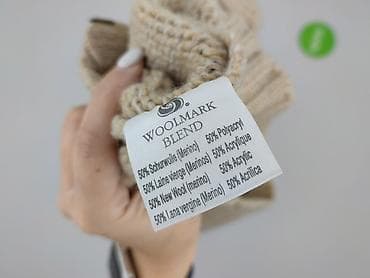 WOOLMARK
BLEND
50% Schurwolle (Merino) 50% Polyacryl
50% Laine Vierge (Merinos) 50% Acrylique
50% New Wool (merino) 50% Acrylic
50% Lana vergine (Merino) 50% Acrilica